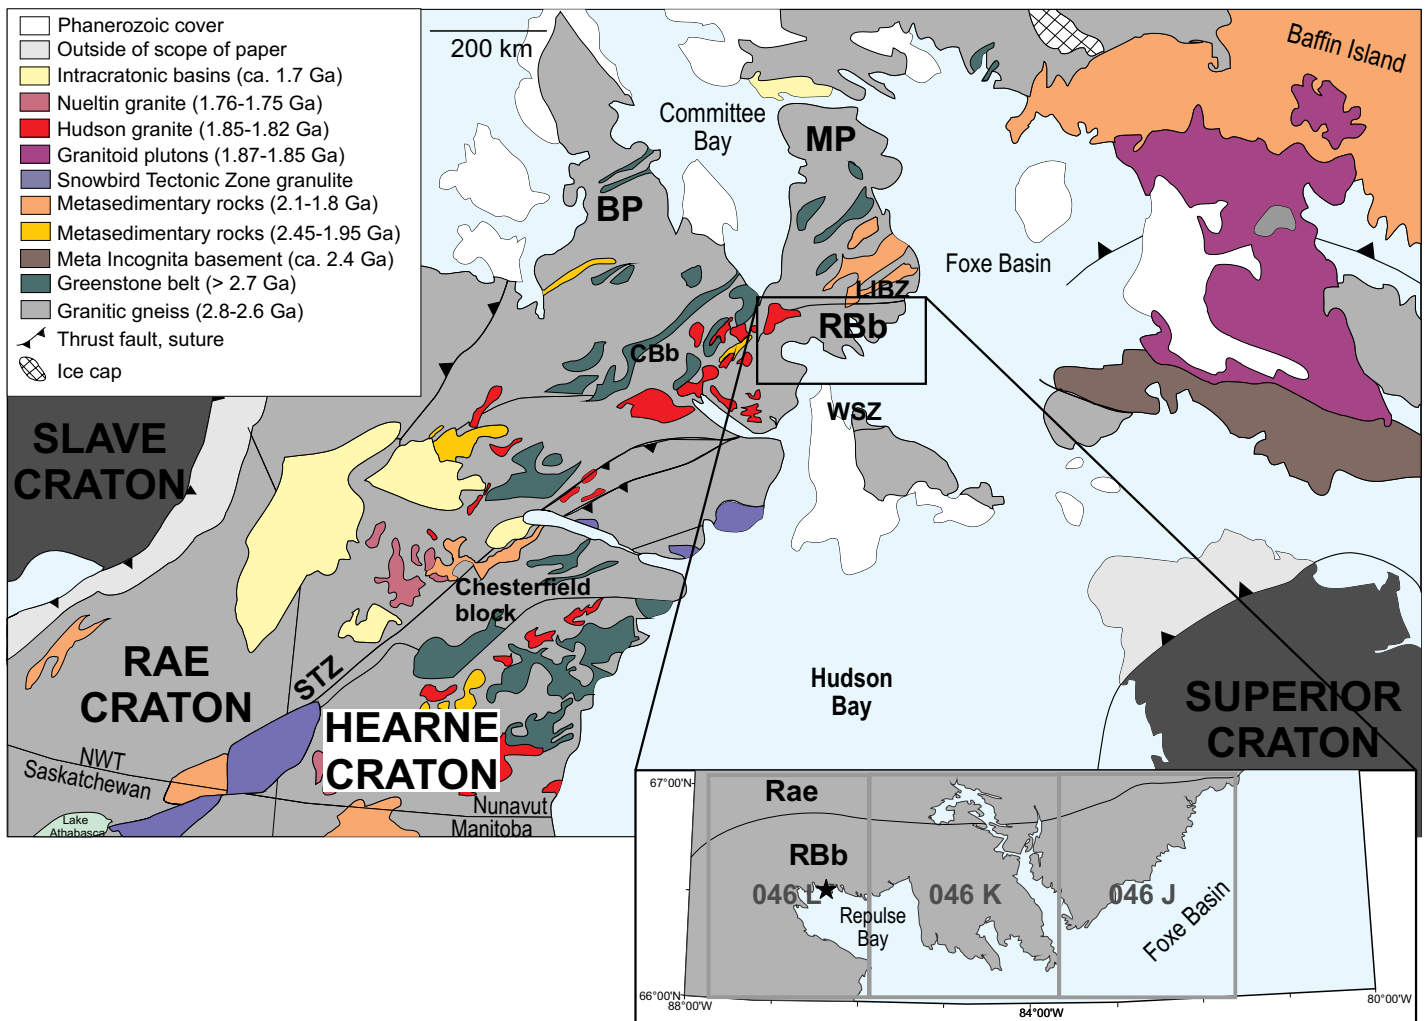 Phanerozoic cover
Outside of scope of paper
Intracratonic basins (ca. 1.7 Ga)
Nueltin granite (1.76-1.75 Ga)
Hudson granite (1.85-1.82 Ga)
Granitoid plutons (1.87-1.85 Ga)
Snowbird Tectonic Zone granulite
Metasedimentary rocks (2.1-1.8 Ga)
Metasedimentary rocks (2.45-1.95 Ga)
Meta Incognita basement (ca. 2.4 Ga)
Greenstone belt (> 2.7 Ga)
Granitic gneiss (2.8-2.6 Ga)
Thrust fault, suture
Ice cap
200 km
Baffin Island
Committee
Bay
MP
BP
Foxe Basin
LIBZ
RBb
CBb
WSZ
SLAVE
CRATON
Chesterfield
block
RAE
CRATON
STZ
HEARNE
CRATON
Hudson
Bay
SUPERIOR
CRATON
NWT
Saskatchewan
Nunavut
Manitoba
Lake
Athabasca
67°00'N
Rae
RBb
046 L
046 K
046 J
Repulse
Bay
Foxe Basin
66°00'N
88°00'W
84°00'W
80°00'W